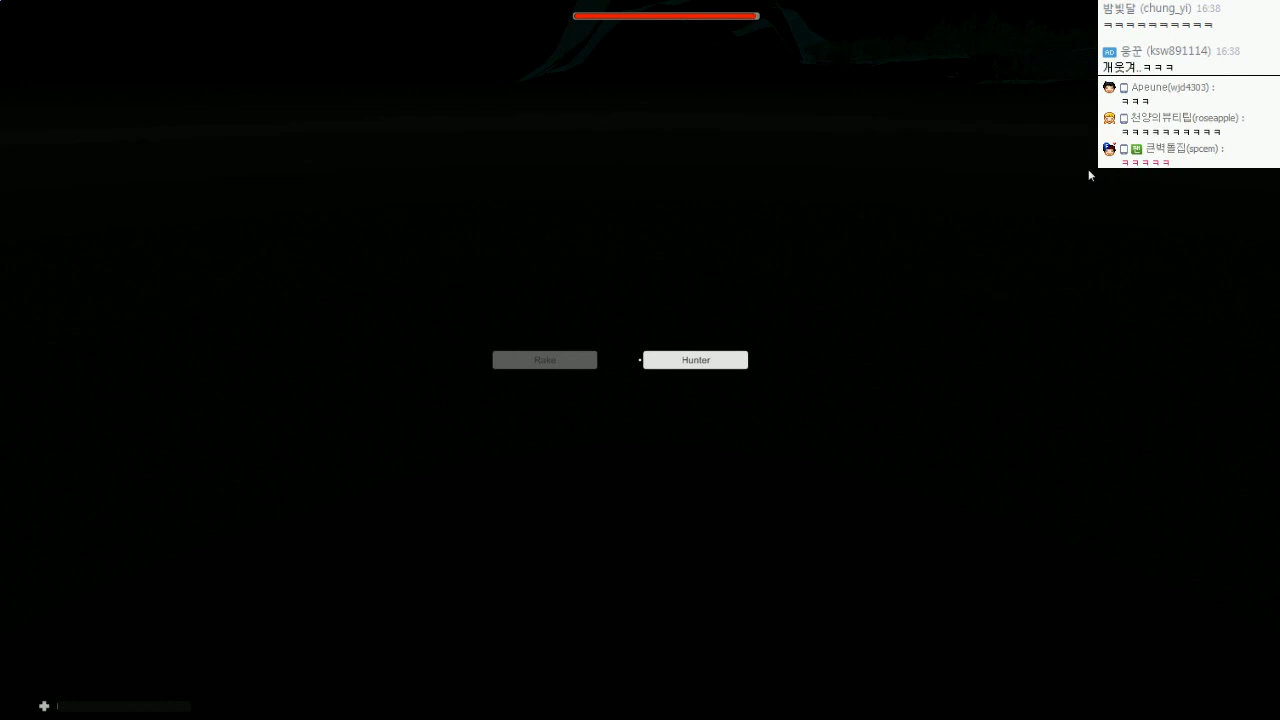 밤빛달 (chung_yi) 16:38
ㅋㅋㅋㅋㅋㅋㅋㅋㅋㅋ
AD 웅꾼 (ksw891114) 16:38
개웃겨..ㅋㅋㅋ
Apeune(wjd4303) :
ㅋㅋㅋ
천양의뷰티팁(roseapple) :
ㅋㅋㅋㅋㅋㅋㅋㅋㅋㅋ
큰벽돌집(spcem) :
ㅋㅋㅋㅋㅋ
Rake
Hunter